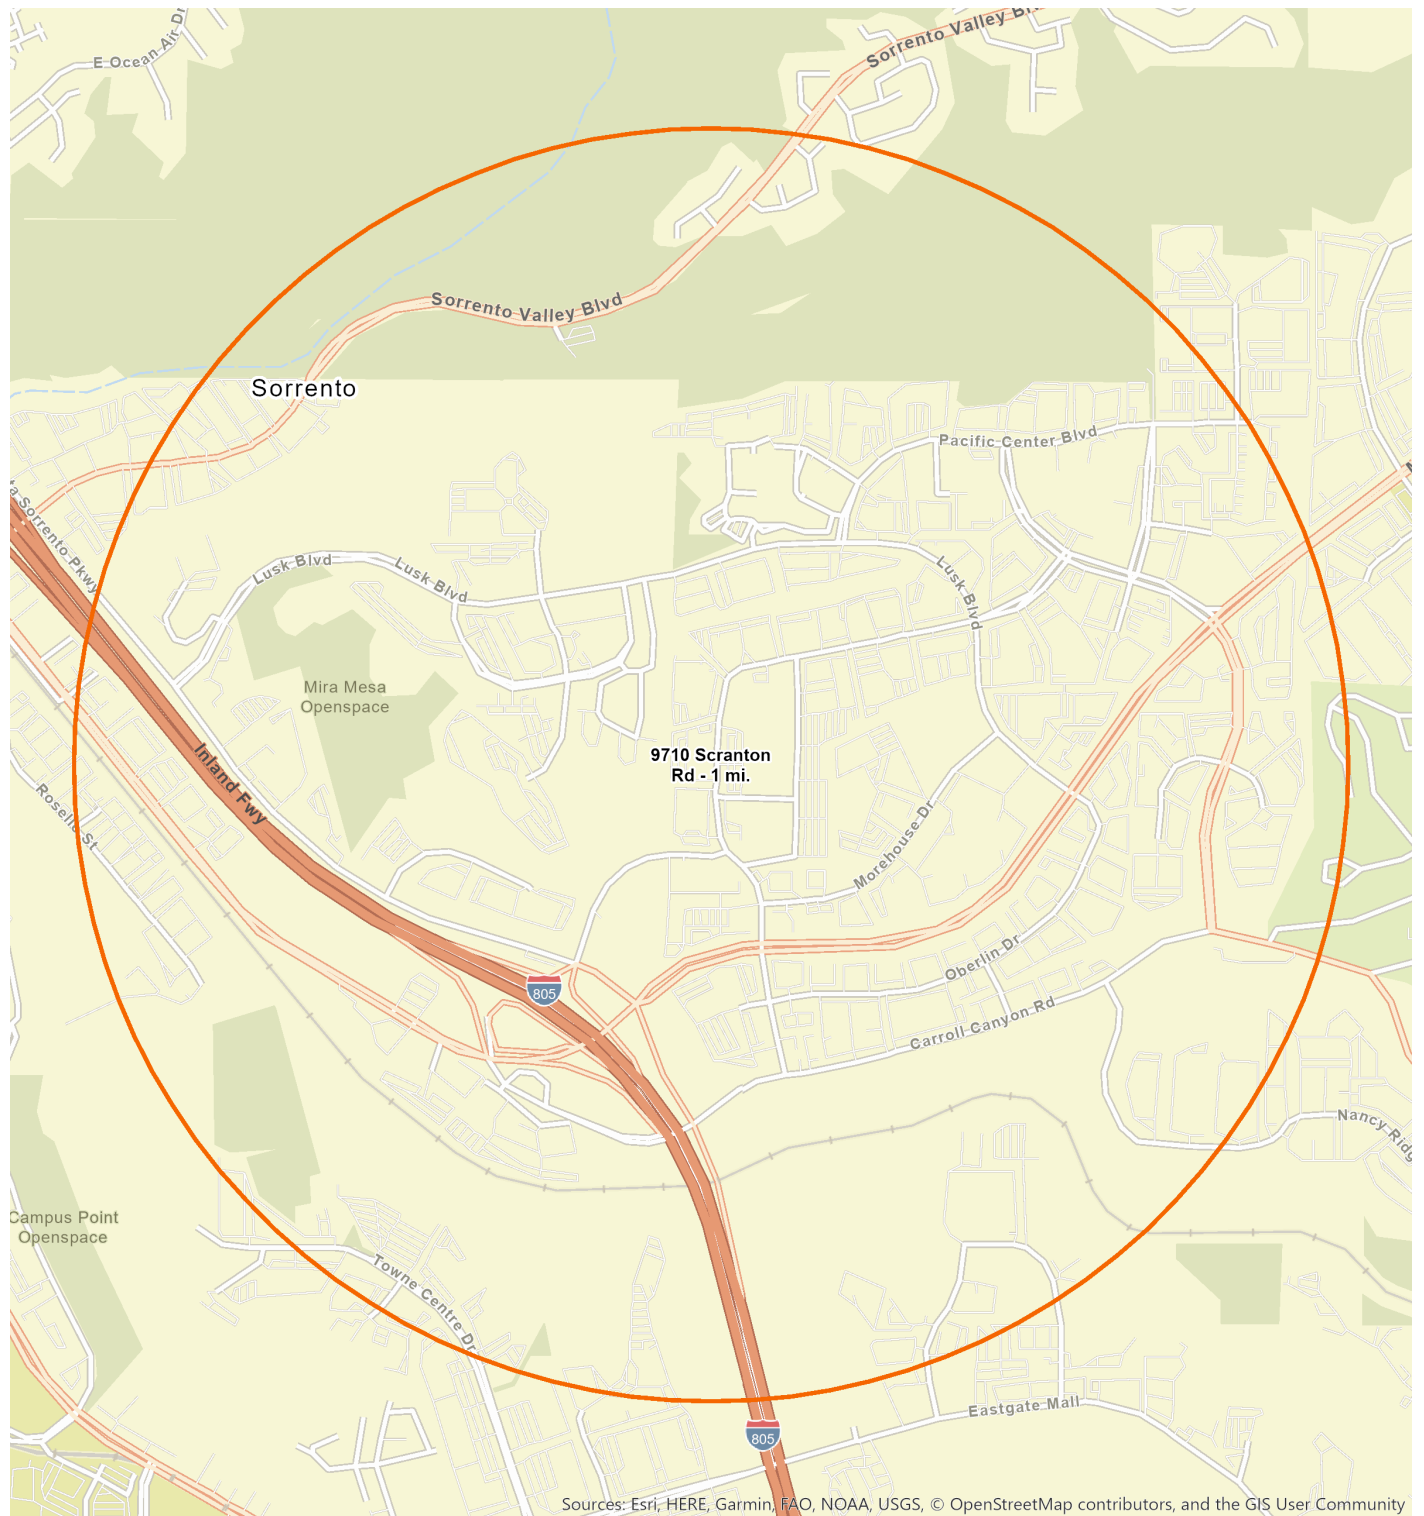 Sorrento Valley Blvd
E Ocean Air Dr
Sorrento Valley Blvd
Sorrento
Pacific Center Blvd
Sorrento Pkwy
Lusk Blvd
Lusk Blvd
Lusk Blvd
Mira Mesa
Openspace
9710 Scranton
Rd - 1 mi.
Inland Fwy
Roselle St
Morehouse Dr
Oberlin Dr
805
Carroll Canyon Rd
Nancy Ridg
Campus Point
Openspace
Towne Centre Dr
Eastgate Mall
805
Sources: Esri, HERE, Garmin, FAO, NOAA, USGS, © OpenStreetMap contributors, and the GIS User Community